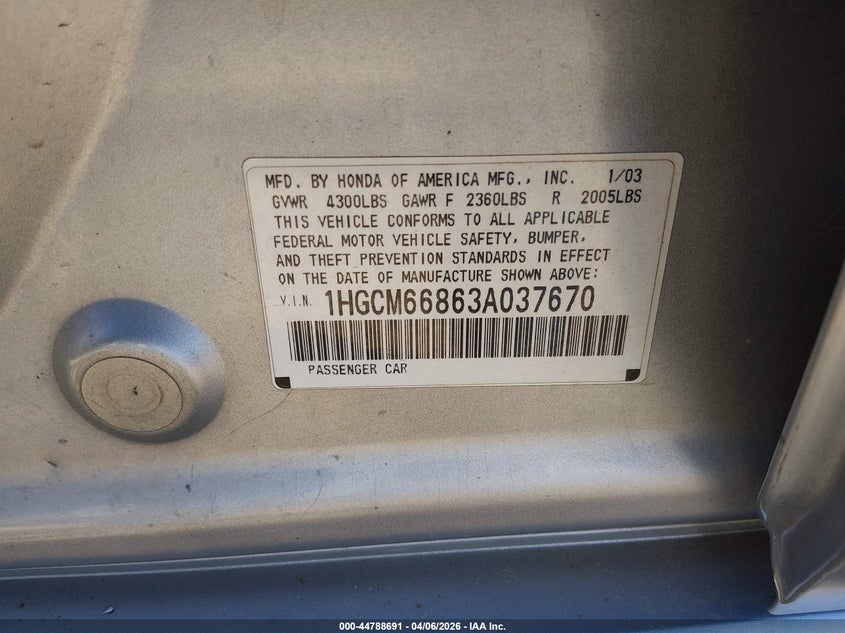 MFD. BY HONDA OF AMERICA MFG., INC. 1/03
GVWR 4300LBS GAWR F 2360LBS R 2005LBS
THIS VEHICLE CONFORMS TO ALL APPLICABLE
FEDERAL MOTOR VEHICLE SAFETY, BUMPER,
AND THEFT PREVENTION STANDARDS IN EFFECT
ON THE DATE OF MANUFACTURE SHOWN ABOVE:
V.I.N. 1HGCM66863A037670
PASSENGER CAR
000-44788691 - 04/06/2026 - IAA Inc.